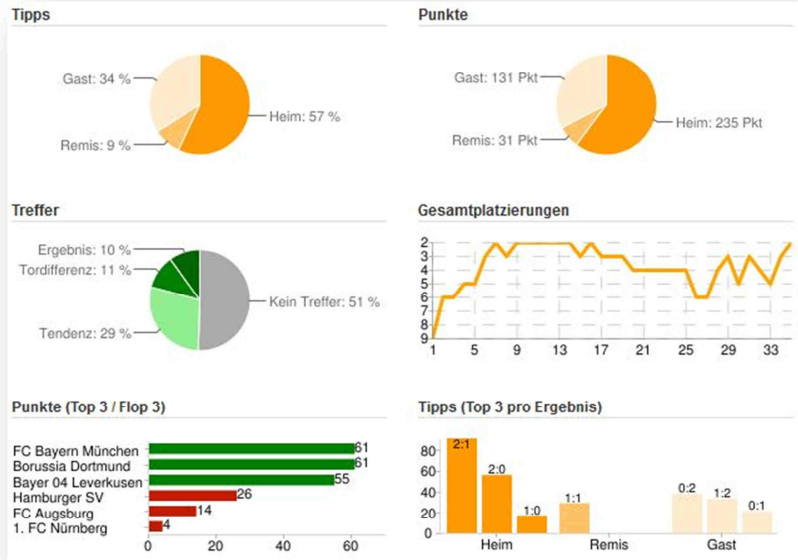 Tipps
Gast: 34 %
Heim: 57 %
Remis: 9 %
Punkte
Gast: 131 Pkt
Heim: 235 Pkt
Remis: 31 Pkt
Treffer
Ergebnis: 10 %
Tordifferenz: 11 %
Kein Treffer: 51 %
Tendenz: 29 %
Gesamtplatzierungen
2
3
4
5
6
7
8
9
1 5 9 13 17 21 25 29 33
Punkte (Top 3 / Flop 3)
FC Bayern München 61
Borussia Dortmund 61
Bayer 04 Leverkusen 55
Hamburger SV 26
FC Augsburg 14
1. FC Nürnberg 4
0 20 40 60
Tipps (Top 3 pro Ergebnis)
80
60
40
20
0
2:1 2:0 1:0 1:1 0:2 1:2 0:1
Heim Remis Gast